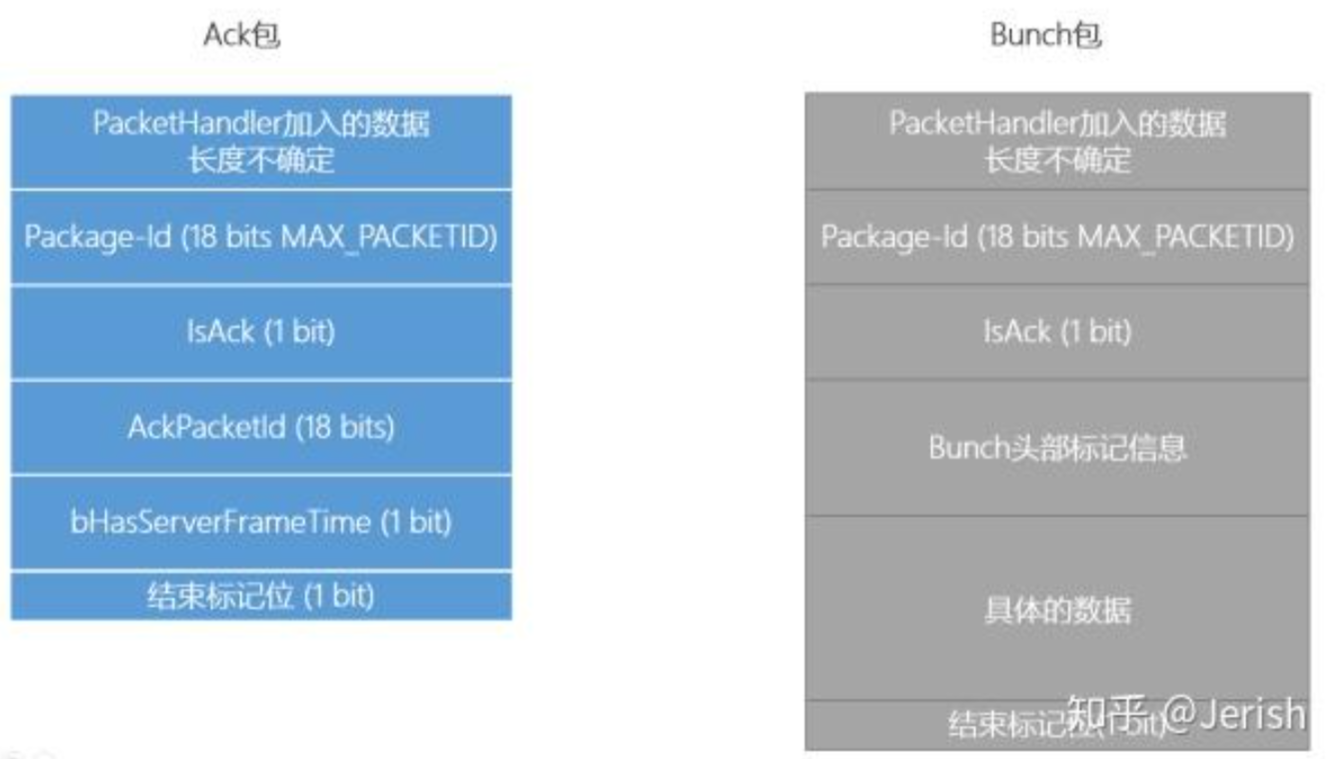 Ack包
PacketHandler加入的数据
长度不确定
Package-Id (18 bits MAX_PACKETID)
IsAck (1 bit)
AckPacketId (18 bits)
bHasServerFrameTime (1 bit)
结束标记位 (1 bit)
Bunch包
PacketHandler加入的数据
长度不确定
Package-Id (18 bits MAX_PACKETID)
IsAck (1 bit)
Bunch头部标记信息
具体的数据
结束标记位(1 bit)
知乎 @Jerish